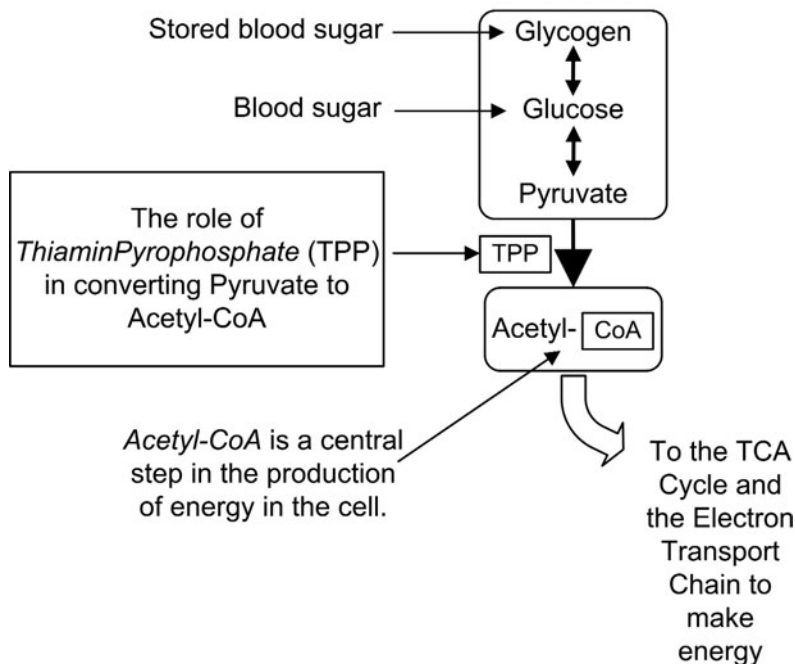 Stored blood sugar
Glycogen
Blood sugar
Glucose
Pyruvate
The role of
ThiaminPyrophosphate (TPP)
in converting Pyruvate to
Acetyl-CoA
TPP
Acetyl- CoA
Acetyl-CoA is a central
step in the production
of energy in the cell.
To the TCA
Cycle and
the Electron
Transport
Chain to
make
energy